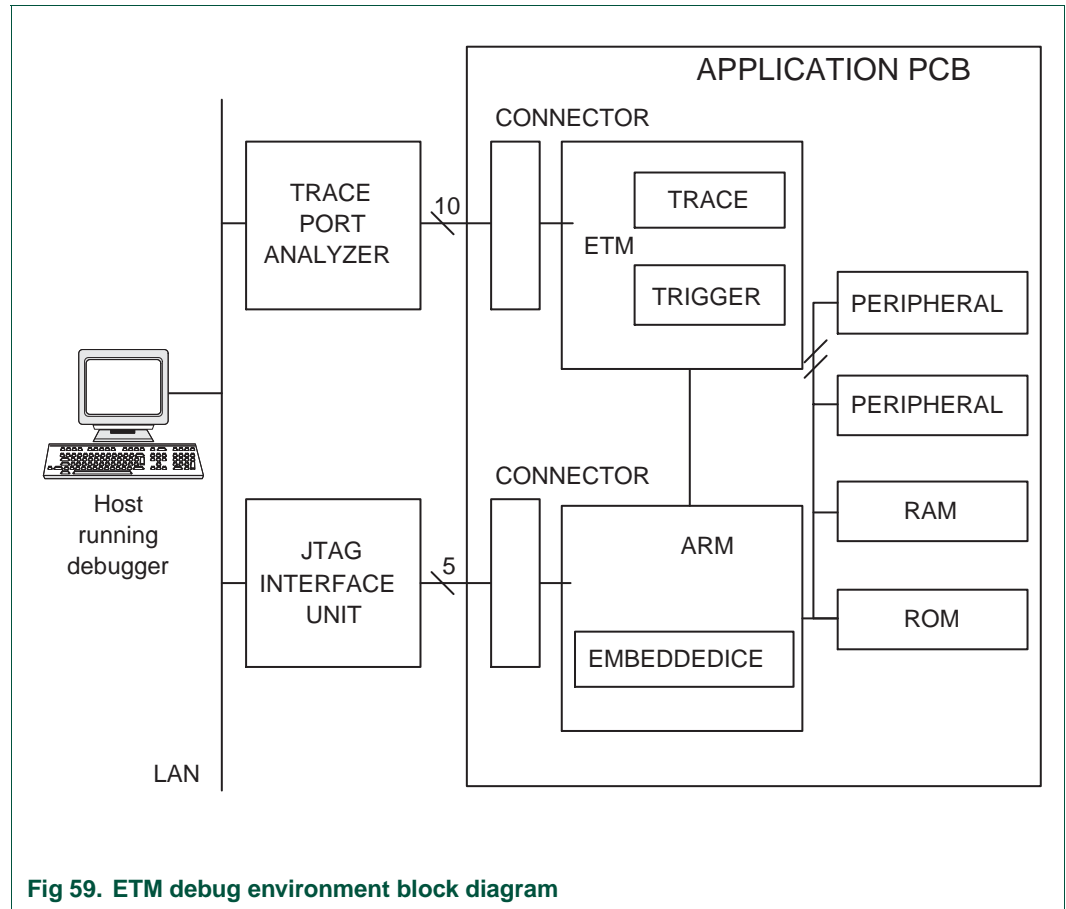 APPLICATION PCB
CONNECTOR
TRACE
PORT
ANALYZER
10
TRACE
ETM
TRIGGER
PERIPHERAL
PERIPHERAL
Host
running
debugger
CONNECTOR
JTAG
INTERFACE
UNIT
5
ARM
EMBEDDEDICE
RAM
ROM
LAN
Fig 59. ETM debug environment block diagram